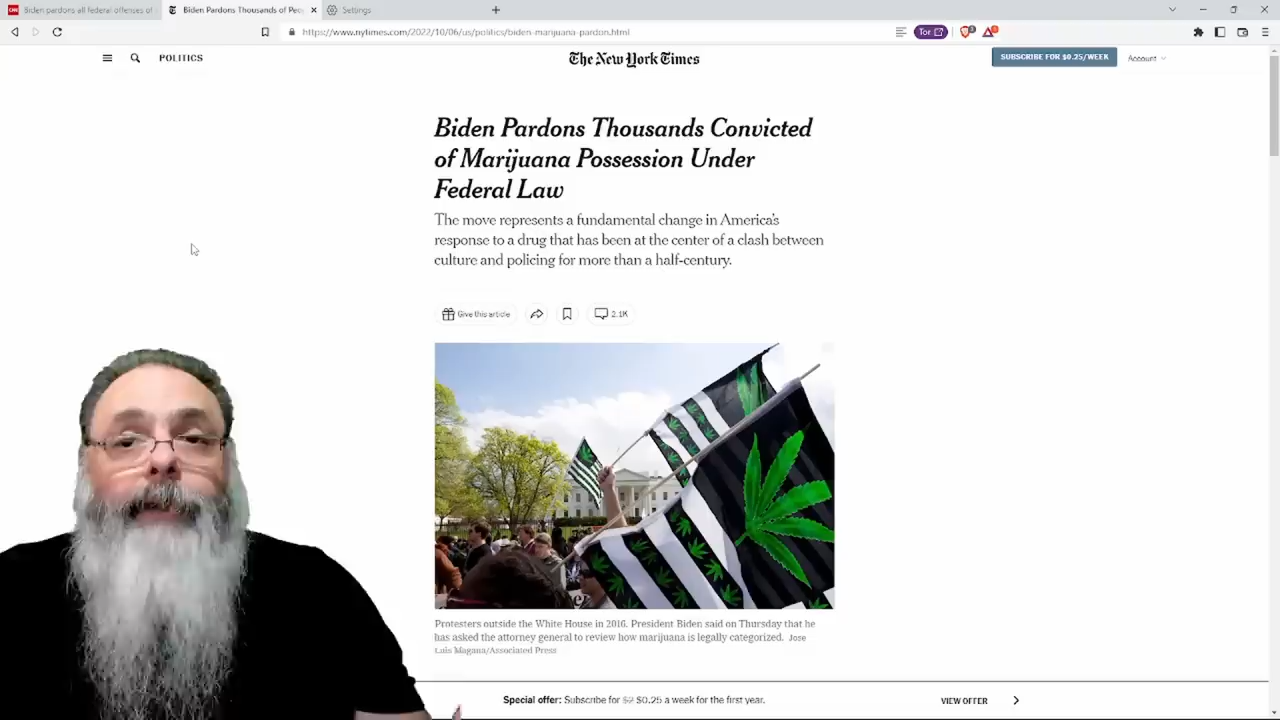 CNN Biden pardons all federal offenses of
Biden Pardons Thousands of Peo
Settings
https://www.nytimes.com/2022/10/06/us/politics/biden-marijuana-pardon.html
Tor
POLITICS
The New York Times
SUBSCRIBE FOR $0.25/WEEK
Account
Biden Pardons Thousands Convicted
of Marijuana Possession Under
Federal Law
The move represents a fundamental change in America's
response to a drug that has been at the center of a clash between
culture and policing for more than a half-century.
Give this article
2.1K
Protesters outside the White House in 2016. President Biden said on Thursday that he
has asked the attorney general to review how marijuana is legally categorized. Jose
Luis Magana/Associated Press
Special offer: Subscribe for $2 $0.25 a week for the first year.
VIEW OFFER